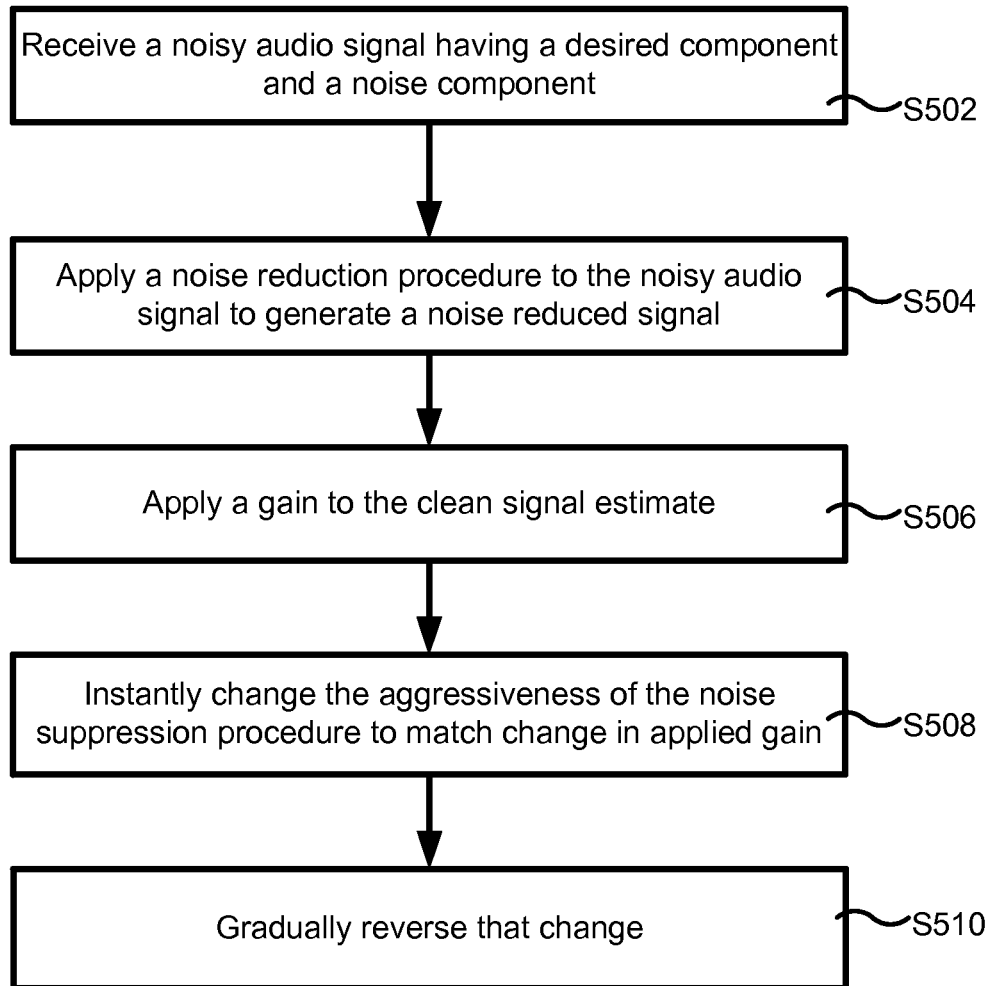 Receive a noisy audio signal having a desired component
and a noise component
S502
Apply a noise reduction procedure to the noisy audio
signal to generate a noise reduced signal
S504
Apply a gain to the clean signal estimate
S506
Instantly change the aggressiveness of the noise
suppression procedure to match change in applied gain
S508
Gradually reverse that change
S510